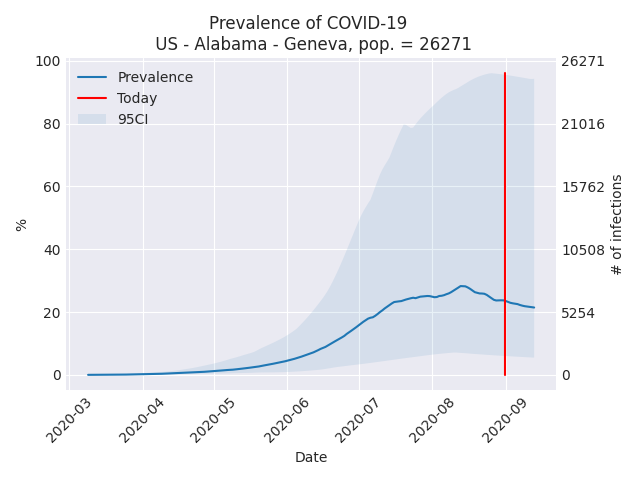 Prevalence of COVID-19
US - Alabama - Geneva, pop. = 26271
Prevalence
Today
95CI
100
80
60
40
20
0
%
26271
21016
15762
10508
5254
0
# of infections
2020-03
2020-04
2020-05
2020-06
2020-07
2020-08
2020-09
Date